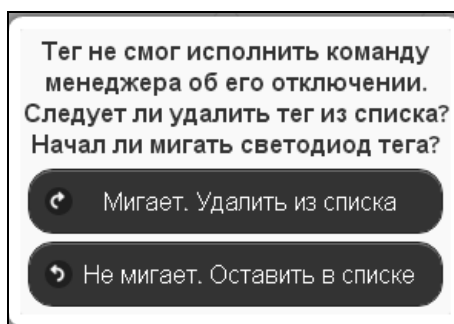 Тег не смог исполнить команду
менеджера об его отключении.
Следует ли удалить тег из списка?
Начал ли мигать светодиод тега?
Мигает. Удалить из списка
Не мигает. Оставить в списке